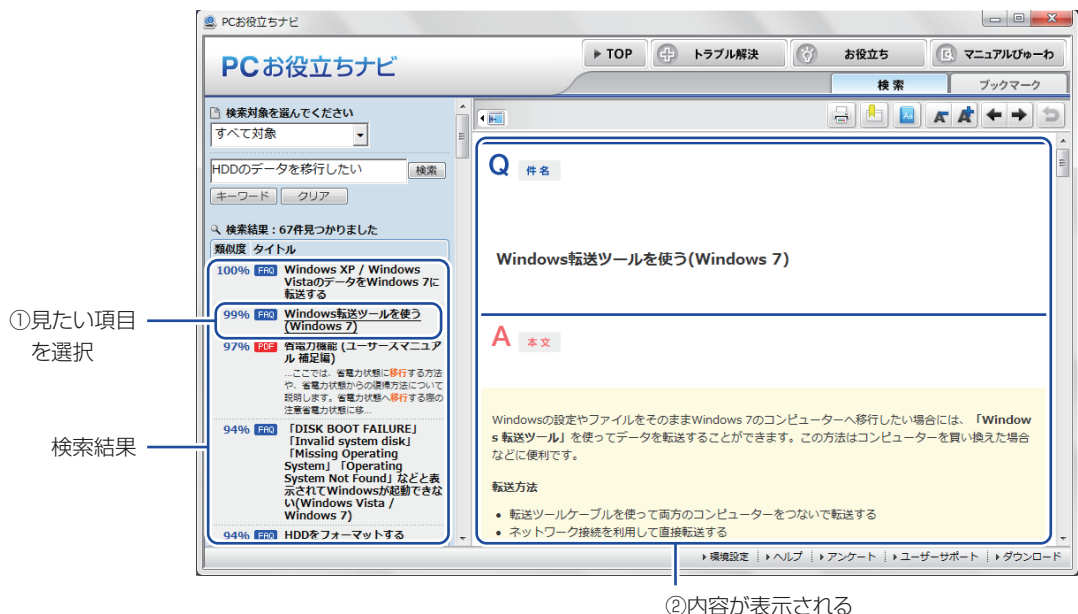 PCお役立ちナビ
PCお役立ちナビ
TOP
トラブル解決
お役立ち
マニュアルびゅーわ
検索
ブックマーク
検索対象を選んでください
すべて対象
HDDのデータを移行したい
検索
キーワード
クリア
検索結果:67件見つかりました
類似度 タイトル
100% FAQ Windows XP / Windows
VistaのデータをWindows 7に
転送する
99% FAQ Windows転送ツールを使う
(Windows 7)
97% PDF 省電力機能 (ユーザーズマニュア
ル 補足編)
...ここでは、省電力状態に移行する方法
や、省電力状態からの復帰方法について
説明します。省電力状態へ移行する際の
注意省電力状態に移...
94% FAQ 「DISK BOOT FAILURE」
「Invalid system disk」
「Missing Operating
System」「Operating
System Not Found」などと表
示されてWindowsが起動できな
い(Windows Vista /
Windows 7)
94% FAQ HDDをフォーマットする
Q 件名
Windows転送ツールを使う(Windows 7)
A 本文
Windowsの設定やファイルをそのままWindows 7のコンピューターへ移行したい場合には、「Window
s 転送ツール」を使ってデータを転送することができます。この方法はコンピューターを買い換えた場合
などに便利です。
転送方法
• 転送ツールケーブルを使って両方のコンピューターをつないで転送する
• ネットワーク接続を利用して直接転送する
環境設定
ヘルプ
アンケート
ユーザーサポート
ダウンロード
①見たい項目
を選択
検索結果
②内容が表示される